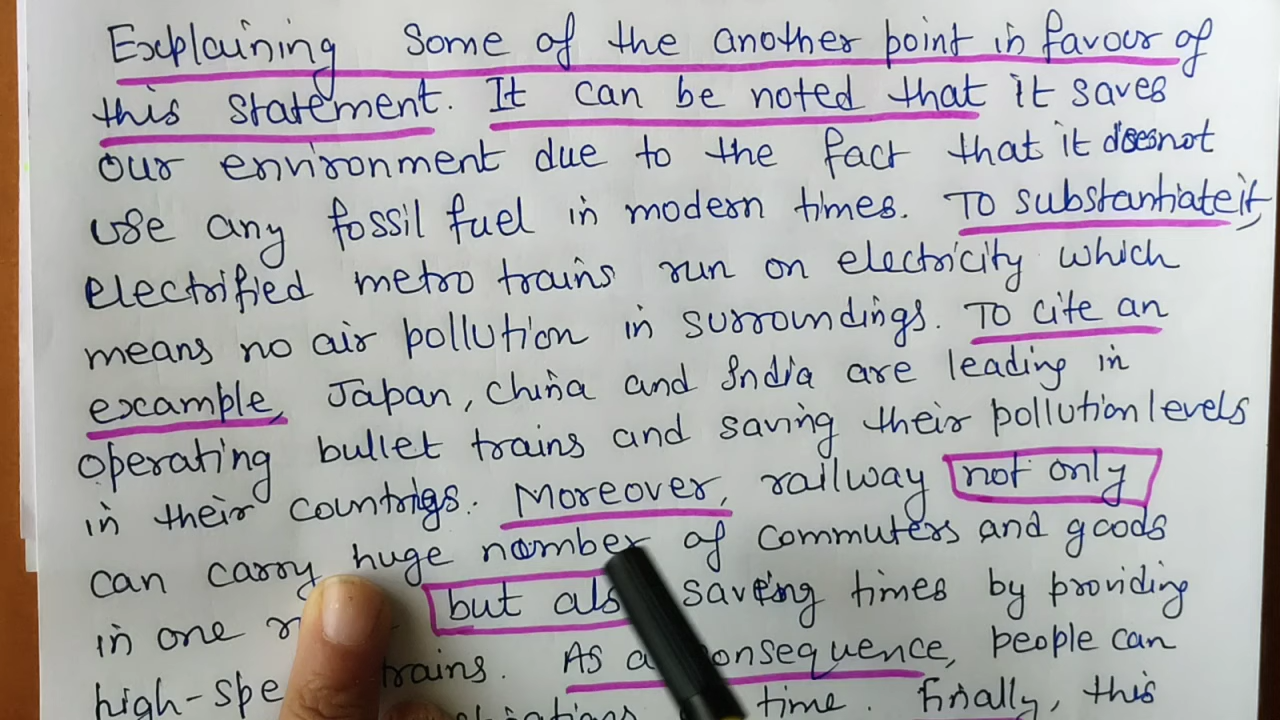 Explaining some of the another point in favour of
this statement. It can be noted that it saves
our environment due to the fact that it doesnot
use any fossil fuel in modern times. To substantiate it,
electrified metro trains run on electricity which
means no air pollution in surroundings. To cite an
example, Japan, China and India are leading in
operating bullet trains and saving their pollution levels
in their countries. Moreover, railway not only
can carry huge number of commuters and goods
in one but als saving times by providing
high-spe trains. As a consequence, people can
time. Finally, this